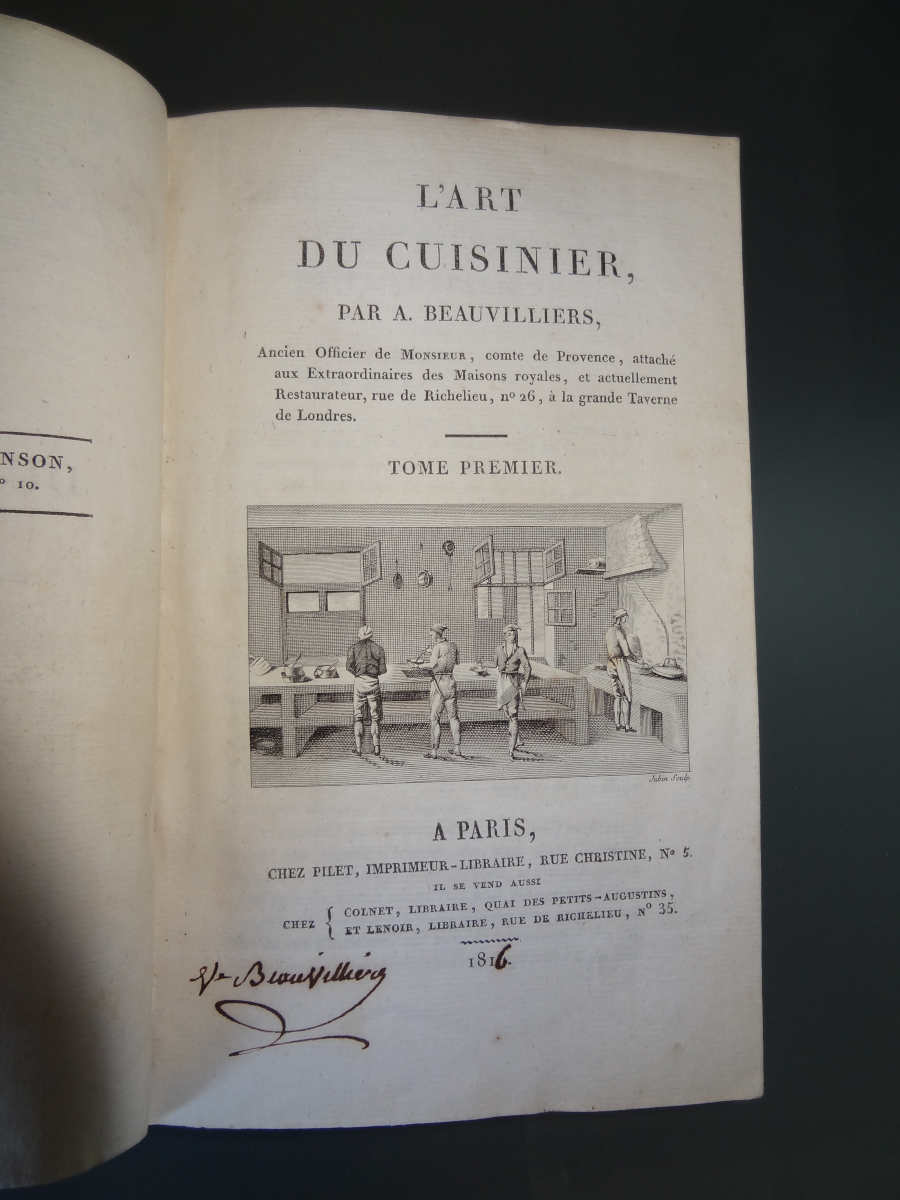 NSON,
º 10.
L'ART
DU CUISINIER,
PAR A. BEAUVILLIERS,
Ancien Officier de MONSIEUR, comte de Provence, attaché
aux Extraordinaires des Maisons royales, et actuellement
Restaurateur, rue de Richelieu, nº 26, à la grande Taverne
de Londres.
TOME PREMIER.
Jubin Sculp.
A PARIS,
CHEZ PILET, IMPRIMEUR-LIBRAIRE, RUE CHRISTINE, Nº 5.
IL SE VEND AUSSI
CHEZ { COLNET, LIBRAIRE, QUAI DES PETITS-AUGUSTINS,
ET LENOIR, LIBRAIRE, RUE DE RICHELIEU, Nº 35.
1816.
Ve Beauvilliers